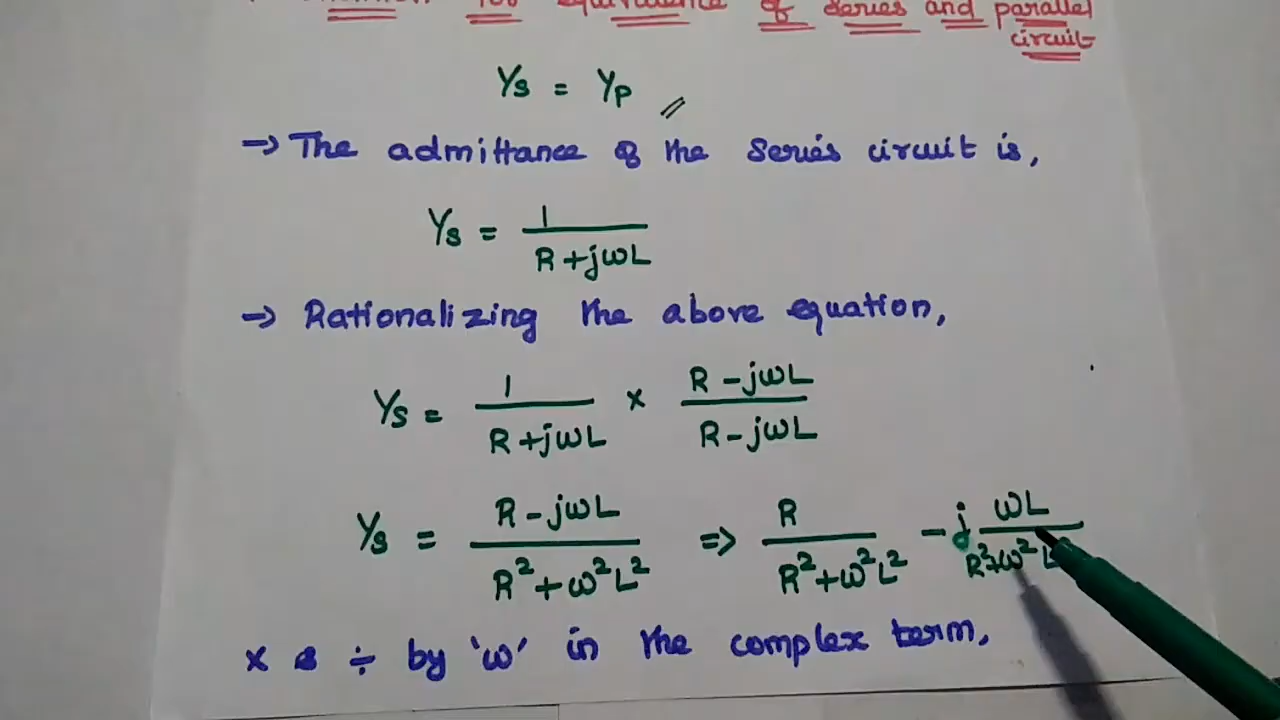 of series and parallel
circuit
Ys = Yp //
→ The admittance of the series circuit is,
Ys = 1 / (R + jωL)
→ Rationalizing the above equation,
Ys = 1 / (R + jωL) × (R - jωL) / (R - jωL)
Ys = (R - jωL) / (R² + ω²L²) ⇒ R / (R² + ω²L²) - j ωL / (R² + ω²L²)
× & ÷ by 'ω' in the complex term,